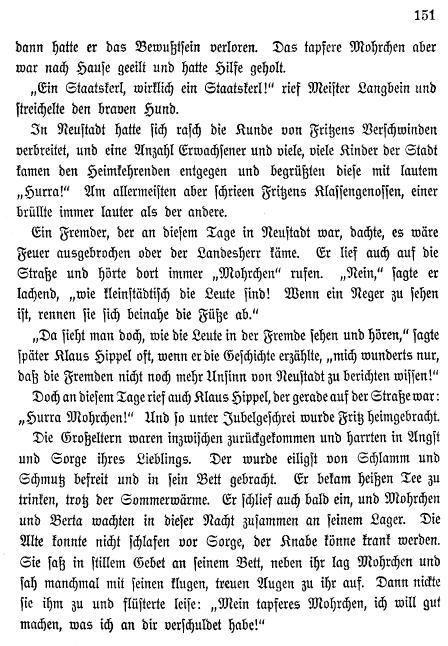 151
dann hatte er das Bewußtsein verloren. Das tapfere Mohrchen aber
war nach Hause geeilt und hatte Hilfe geholt.
„Ein Staatskerl, wirklich ein Staatskerl!“ rief Meister Langbein und
streichelte den braven Hund.
In Neustadt hatte sich rasch die Kunde von Fritzens Verschwinden
verbreitet, und eine Anzahl Erwachsener und viele, viele Kinder der Stadt
kamen den Heimkehrenden entgegen und begrüßten diese mit lautem
„Hurra!“ Am allermeisten aber schrieen Fritzens Klassengenossen, einer
brüllte immer lauter als der andere.
Ein Fremder, der an diesem Tage in Neustadt war, dachte, es wäre
Feuer ausgebrochen oder der Landesherr käme. Er lief auch auf die
Straße und hörte dort immer „Mohrchen“ rufen. „Nein,“ sagte er
lachend, „wie kleinstädtisch die Leute sind! Wenn ein Neger zu sehen
ist, rennen sie sich beinahe die Füße ab.“
„Da sieht man doch, wie die Leute in der Fremde sehen und hören,“ sagte
später Klaus Hippel oft, wenn er die Geschichte erzählte, „mich wunderts nur,
daß die Fremden nicht noch mehr Unsinn von Neustadt zu berichten wissen!“
Doch an diesem Tage rief auch Klaus Hippel, der gerade auf der Straße war:
„Hurra Mohrchen!“ Und so unter Jubelgeschrei wurde Fritz heimgebracht.
Die Großeltern waren inzwischen zurückgekommen und harrten in Angst
und Sorge ihres Lieblings. Der wurde eiligst von Schlamm und
Schmutz befreit und in sein Bett gebracht. Er bekam heißen Tee zu
trinken, trotz der Sommerwärme. Er schlief auch bald ein, und Mohrchen
und Berta wachten in dieser Nacht zusammen an seinem Lager. Die
Alte konnte nicht schlafen vor Sorge, der Knabe könne krank werden.
Sie saß in stillem Gebet an seinem Bett, neben ihr lag Mohrchen und
sah manchmal mit seinen klugen, treuen Augen zu ihr auf. Dann nickte
sie ihm zu und flüsterte leise: „Mein tapferes Mohrchen, ich will gut
machen, was ich an dir verschuldet habe!“